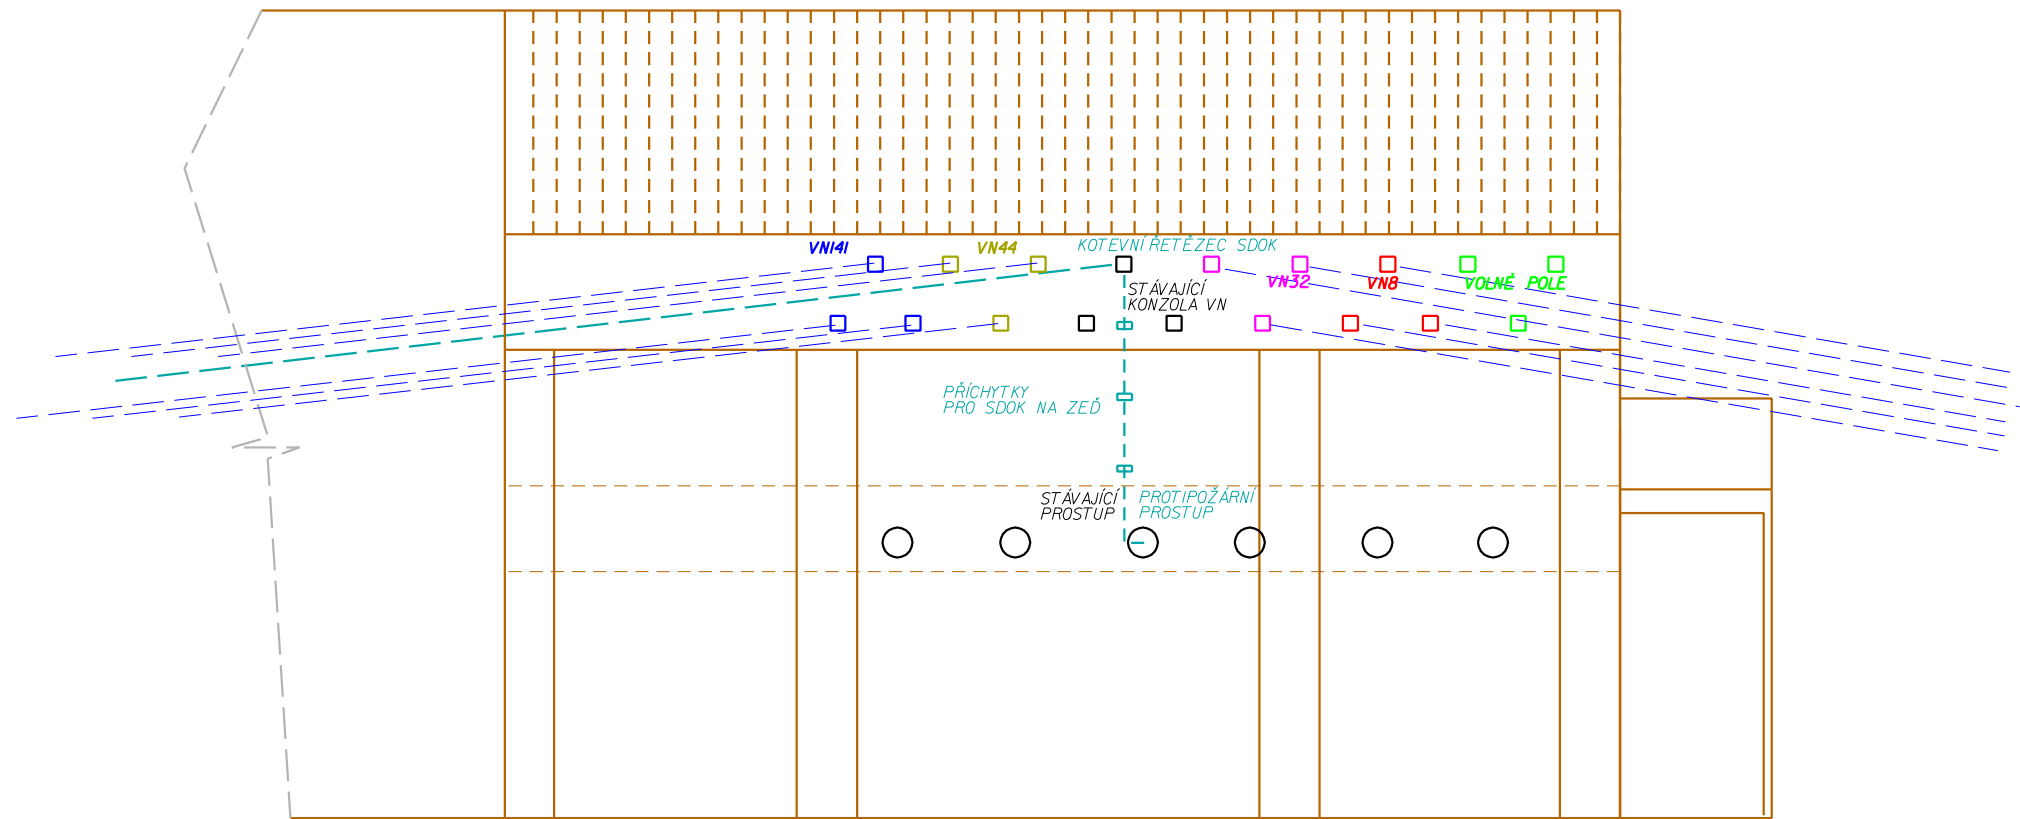 VN141
VN44
KOTEVNÍ ŘETĚZEC SDOK
VN32
VN8
VOLNÉ POLE
STÁVAJÍCÍ
KONZOLA VN
PŘÍCHYTKY
PRO SDOK NA ZEĎ
STÁVAJÍCÍ
PROSTUP
PROTIPOŽÁRNÍ
PROSTUP